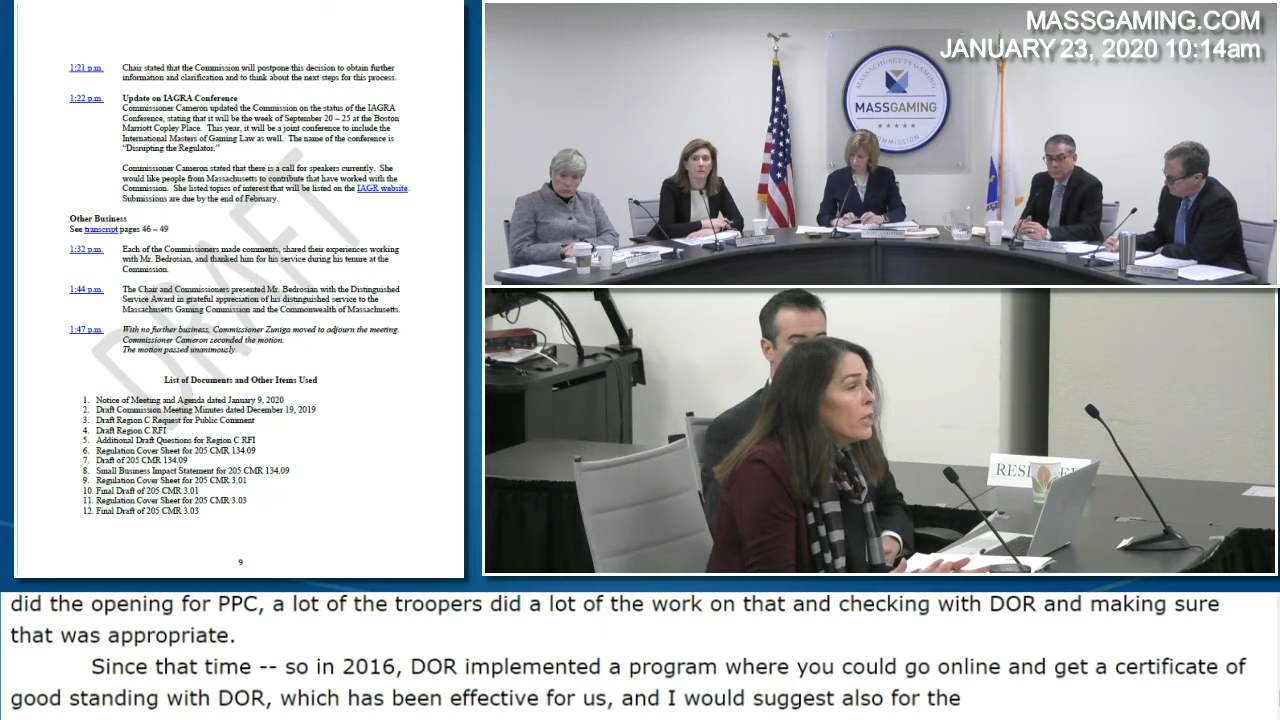 1:21 p.m. Chair stated that the Commission will postpone this decision to obtain further
information and clarification and to think about the next steps for this process.
1:22 p.m. Update on IAGRA Conference
Commissioner Cameron updated the Commission on the status of the IAGRA
Conference, stating that it will be the week of September 20 – 25 at the Boston
Marriott Copley Place. This year, it will be a joint conference to include the
International Masters of Gaming Law as well. The name of the conference is
“Disrupting the Regulator.”
Commissioner Cameron stated that there is a call for speakers currently. She
would like people from Massachusetts to contribute that have worked with the
Commission. She listed topics of interest that will be listed on the IAGR website.
Submissions are due by the end of February.
Other Business
See transcript pages 46 – 49
1:32 p.m. Each of the Commissioners made comments, shared their experiences working
with Mr. Bedrosian, and thanked him for his service during his tenure at the
Commission.
1:44 p.m. The Chair and Commissioners presented Mr. Bedrosian with the Distinguished
Service Award in grateful appreciation of his distinguished service to the
Massachusetts Gaming Commission and the Commonwealth of Massachusetts.
1:47 p.m. With no further business, Commissioner Zuniga moved to adjourn the meeting.
Commissioner Cameron seconded the motion.
The motion passed unanimously
List of Documents and Other Items Used
1. Notice of Meeting and Agenda dated January 9, 2020
2. Draft Commission Meeting Minutes dated December 19, 2019
3. Draft Region C Request for Public Comment
4. Draft Region C RFI
5. Additional Draft Questions for Region C RFI
6. Regulation Cover Sheet for 205 CMR 134.09
7. Draft of 205 CMR 134.09
8. Small Business Impact Statement for 205 CMR 134.09
9. Regulation Cover Sheet for 205 CMR 3.01
10. Final Draft of 205 CMR 3.01
11. Regulation Cover Sheet for 205 CMR 3.03
12. Final Draft of 205 CMR 3.03
9
DRAFT
MASSGAMING.COM
JANUARY 23, 2020 10:14am
MASSACHUSETTS GAMING
MASSGAMING
COMMISSION
did the opening for PPC, a lot of the troopers did a lot of the work on that and checking with DOR and making sure
that was appropriate.
Since that time -- so in 2016, DOR implemented a program where you could go online and get a certificate of
good standing with DOR, which has been effective for us, and I would suggest also for the